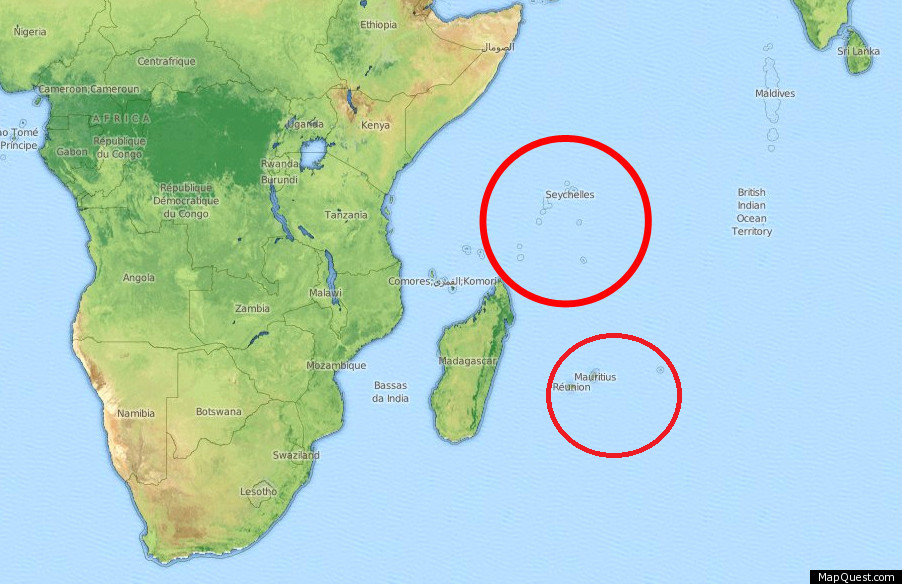 Nigeria
Ethiopia
الصومال
Sri Lanka
Centrafrique
Cameroon;Cameroun
Maldives
AFRICA
Uganda
Kenya
ao Tomé
Principe
Gabon
République
du Congo
Rwanda
Burundi
Seychelles
République
Démocratique
du Congo
Tanzania
British
Indian
Ocean
Territory
Angola
Comores;القمري;Komori
Malawi
Zambia
Madagascar
Mozambique
Mauritius
Réunion
Bassas
da India
Namibia
Botswana
Swaziland
Lesotho
MapQuest.com